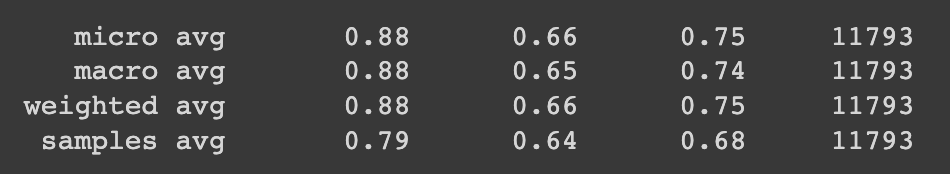 micro avg 0.88 0.66 0.75 11793
macro avg 0.88 0.65 0.74 11793
weighted avg 0.88 0.66 0.75 11793
samples avg 0.79 0.64 0.68 11793